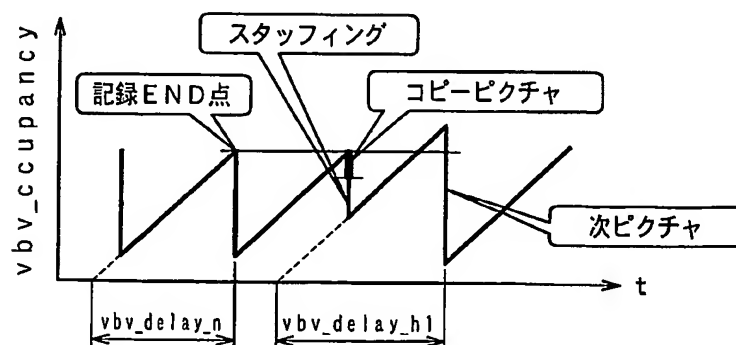 スタッフィング
記録END点
コピーピクチャ
vbv_ccupancy
次ピクチャ
t
vbv_delay_n
vbv_delay_h1